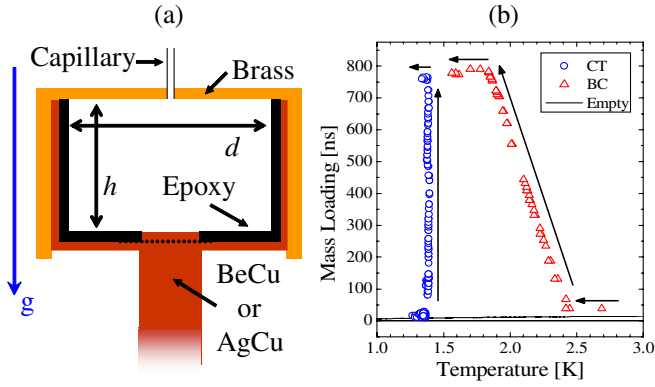 (a)
(b)
Capillary
Brass
h
d
Epoxy
g
BeCu
or
AgCu
Mass Loading [ns]
800
700
600
500
400
300
200
100
0
CT
BC
Empty
1.0 1.5 2.0 2.5 3.0
Temperature [K]